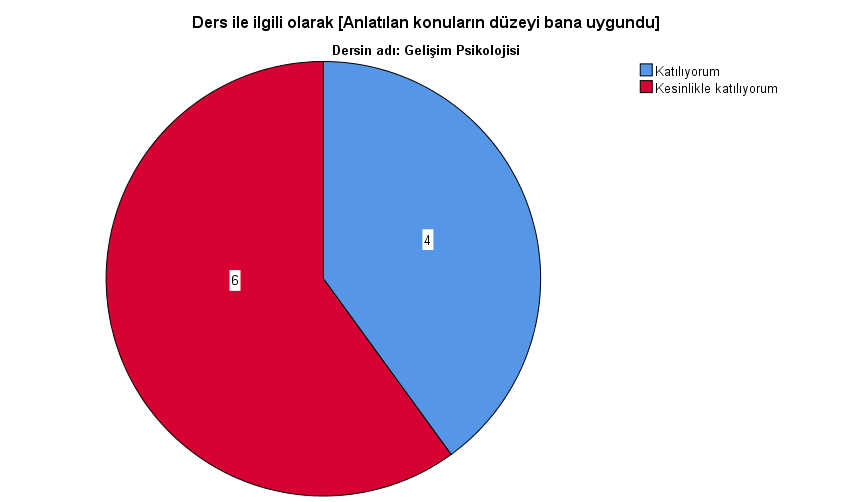 Ders ile ilgili olarak [Anlatılan konuların düzeyi bana uygundu]
Dersin adı: Gelişim Psikolojisi
Katılıyorum
Kesinlikle katılıyorum
4
6